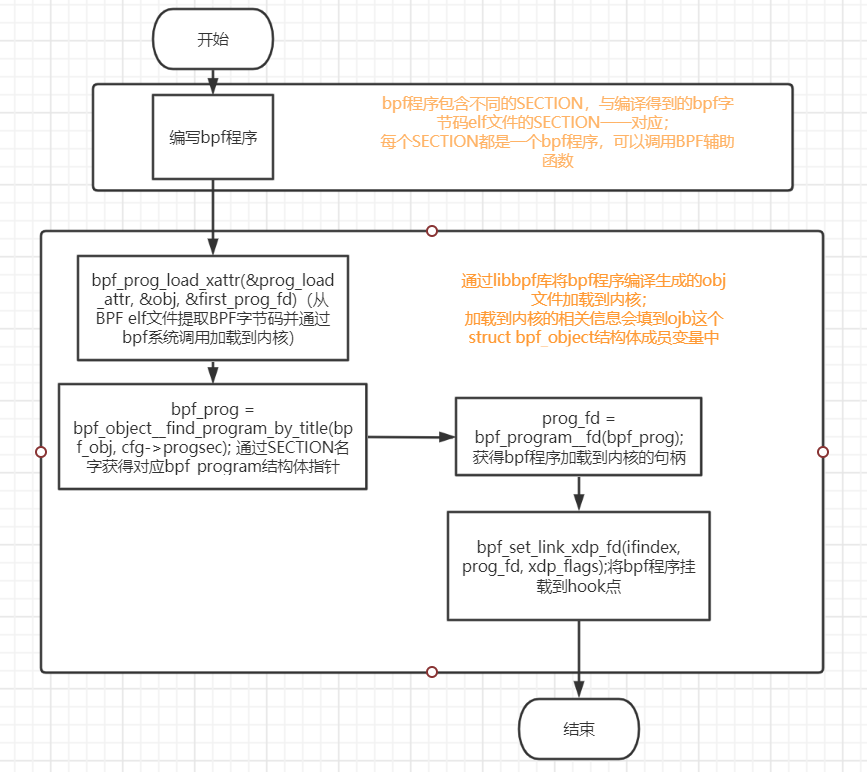 开始
编写bpf程序
bpf程序包含不同的SECTION，与编译得到的bpf字
节码elf文件的SECTION一一对应；
每个SECTION都是一个bpf程序，可以调用BPF辅助
函数
bpf_prog_load_xattr(&prog_load
_attr, &obj, &first_prog_fd)（从
BPF elf文件提取BPF字节码并通过
bpf系统调用加载到内核）
通过libbpf库将bpf程序编译生成的obj
文件加载到内核；
加载到内核的相关信息会填到ojb这个
struct bpf_object结构体成员变量中
bpf_prog =
bpf_object__find_program_by_title(bp
f_obj, cfg->progsec); 通过SECTION名
字获得对应bpf_program结构体指针
prog_fd =
bpf_program__fd(bpf_prog);
获得bpf程序加载到内核的句柄
bpf_set_link_xdp_fd(ifindex,
prog_fd, xdp_flags);将bpf程序挂
载到hook点
结束